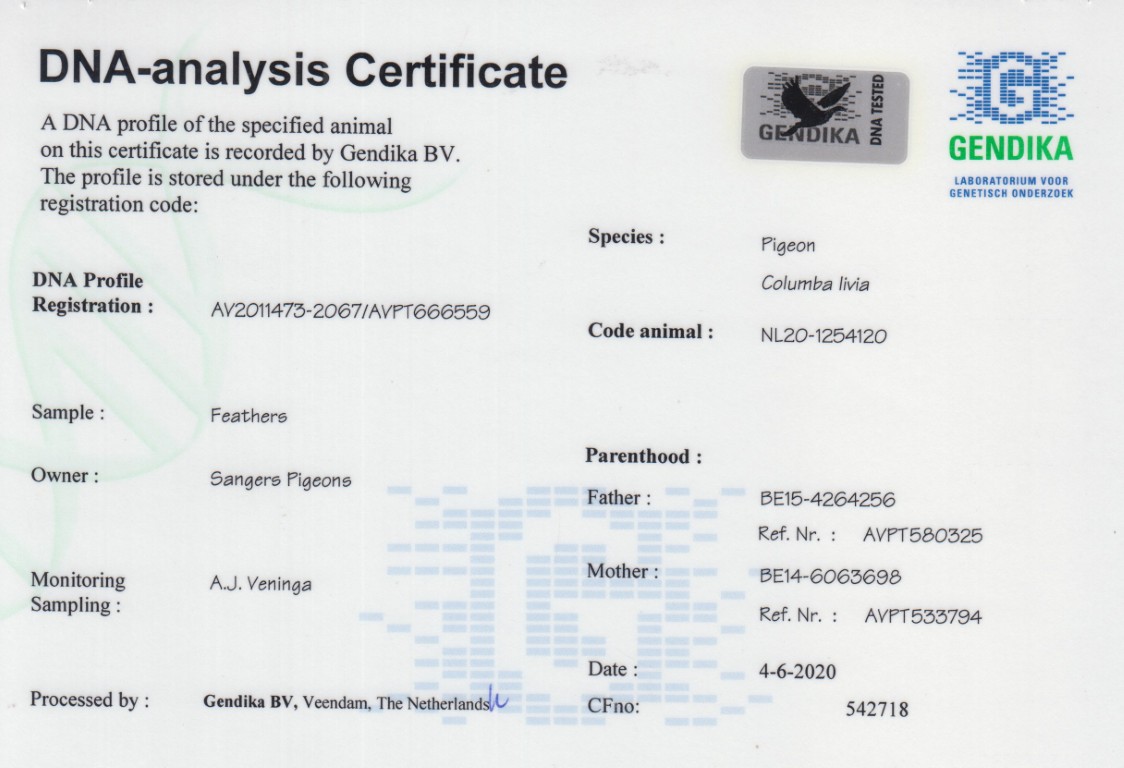 DNA-analysis Certificate
A DNA profile of the specified animal
on this certificate is recorded by Gendika BV.
The profile is stored under the following
registration code:
GENDIKA
DNA TESTED
GENDIKA
LABORATORIUM VOOR
GENETISCH ONDERZOEK
DNA Profile
Registration : AV2011473-2067/AVPT666559
Sample : Feathers
Owner : Sangers Pigeons
Monitoring
Sampling : A.J. Veninga
Processed by : Gendika BV, Veendam, The Netherlands
Species : Pigeon
Columba livia
Code animal : NL20-1254120
Parenthood :
Father : BE15-4264256
Ref. Nr. : AVPT580325
Mother : BE14-6063698
Ref. Nr. : AVPT533794
Date : 4-6-2020
CFno: 542718